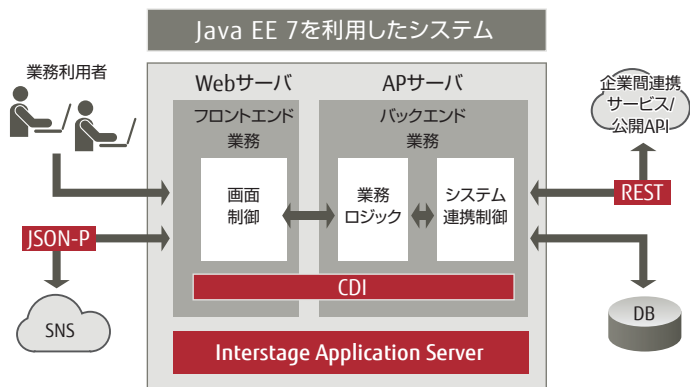 Java EE 7を利用したシステム
業務利用者
Webサーバ
APサーバ
企業間連携
サービス/
公開API
フロントエンド
業務
バックエンド
業務
画面
制御
業務
ロジック
システム
連携制御
REST
JSON-P
CDI
SNS
DB
Interstage Application Server